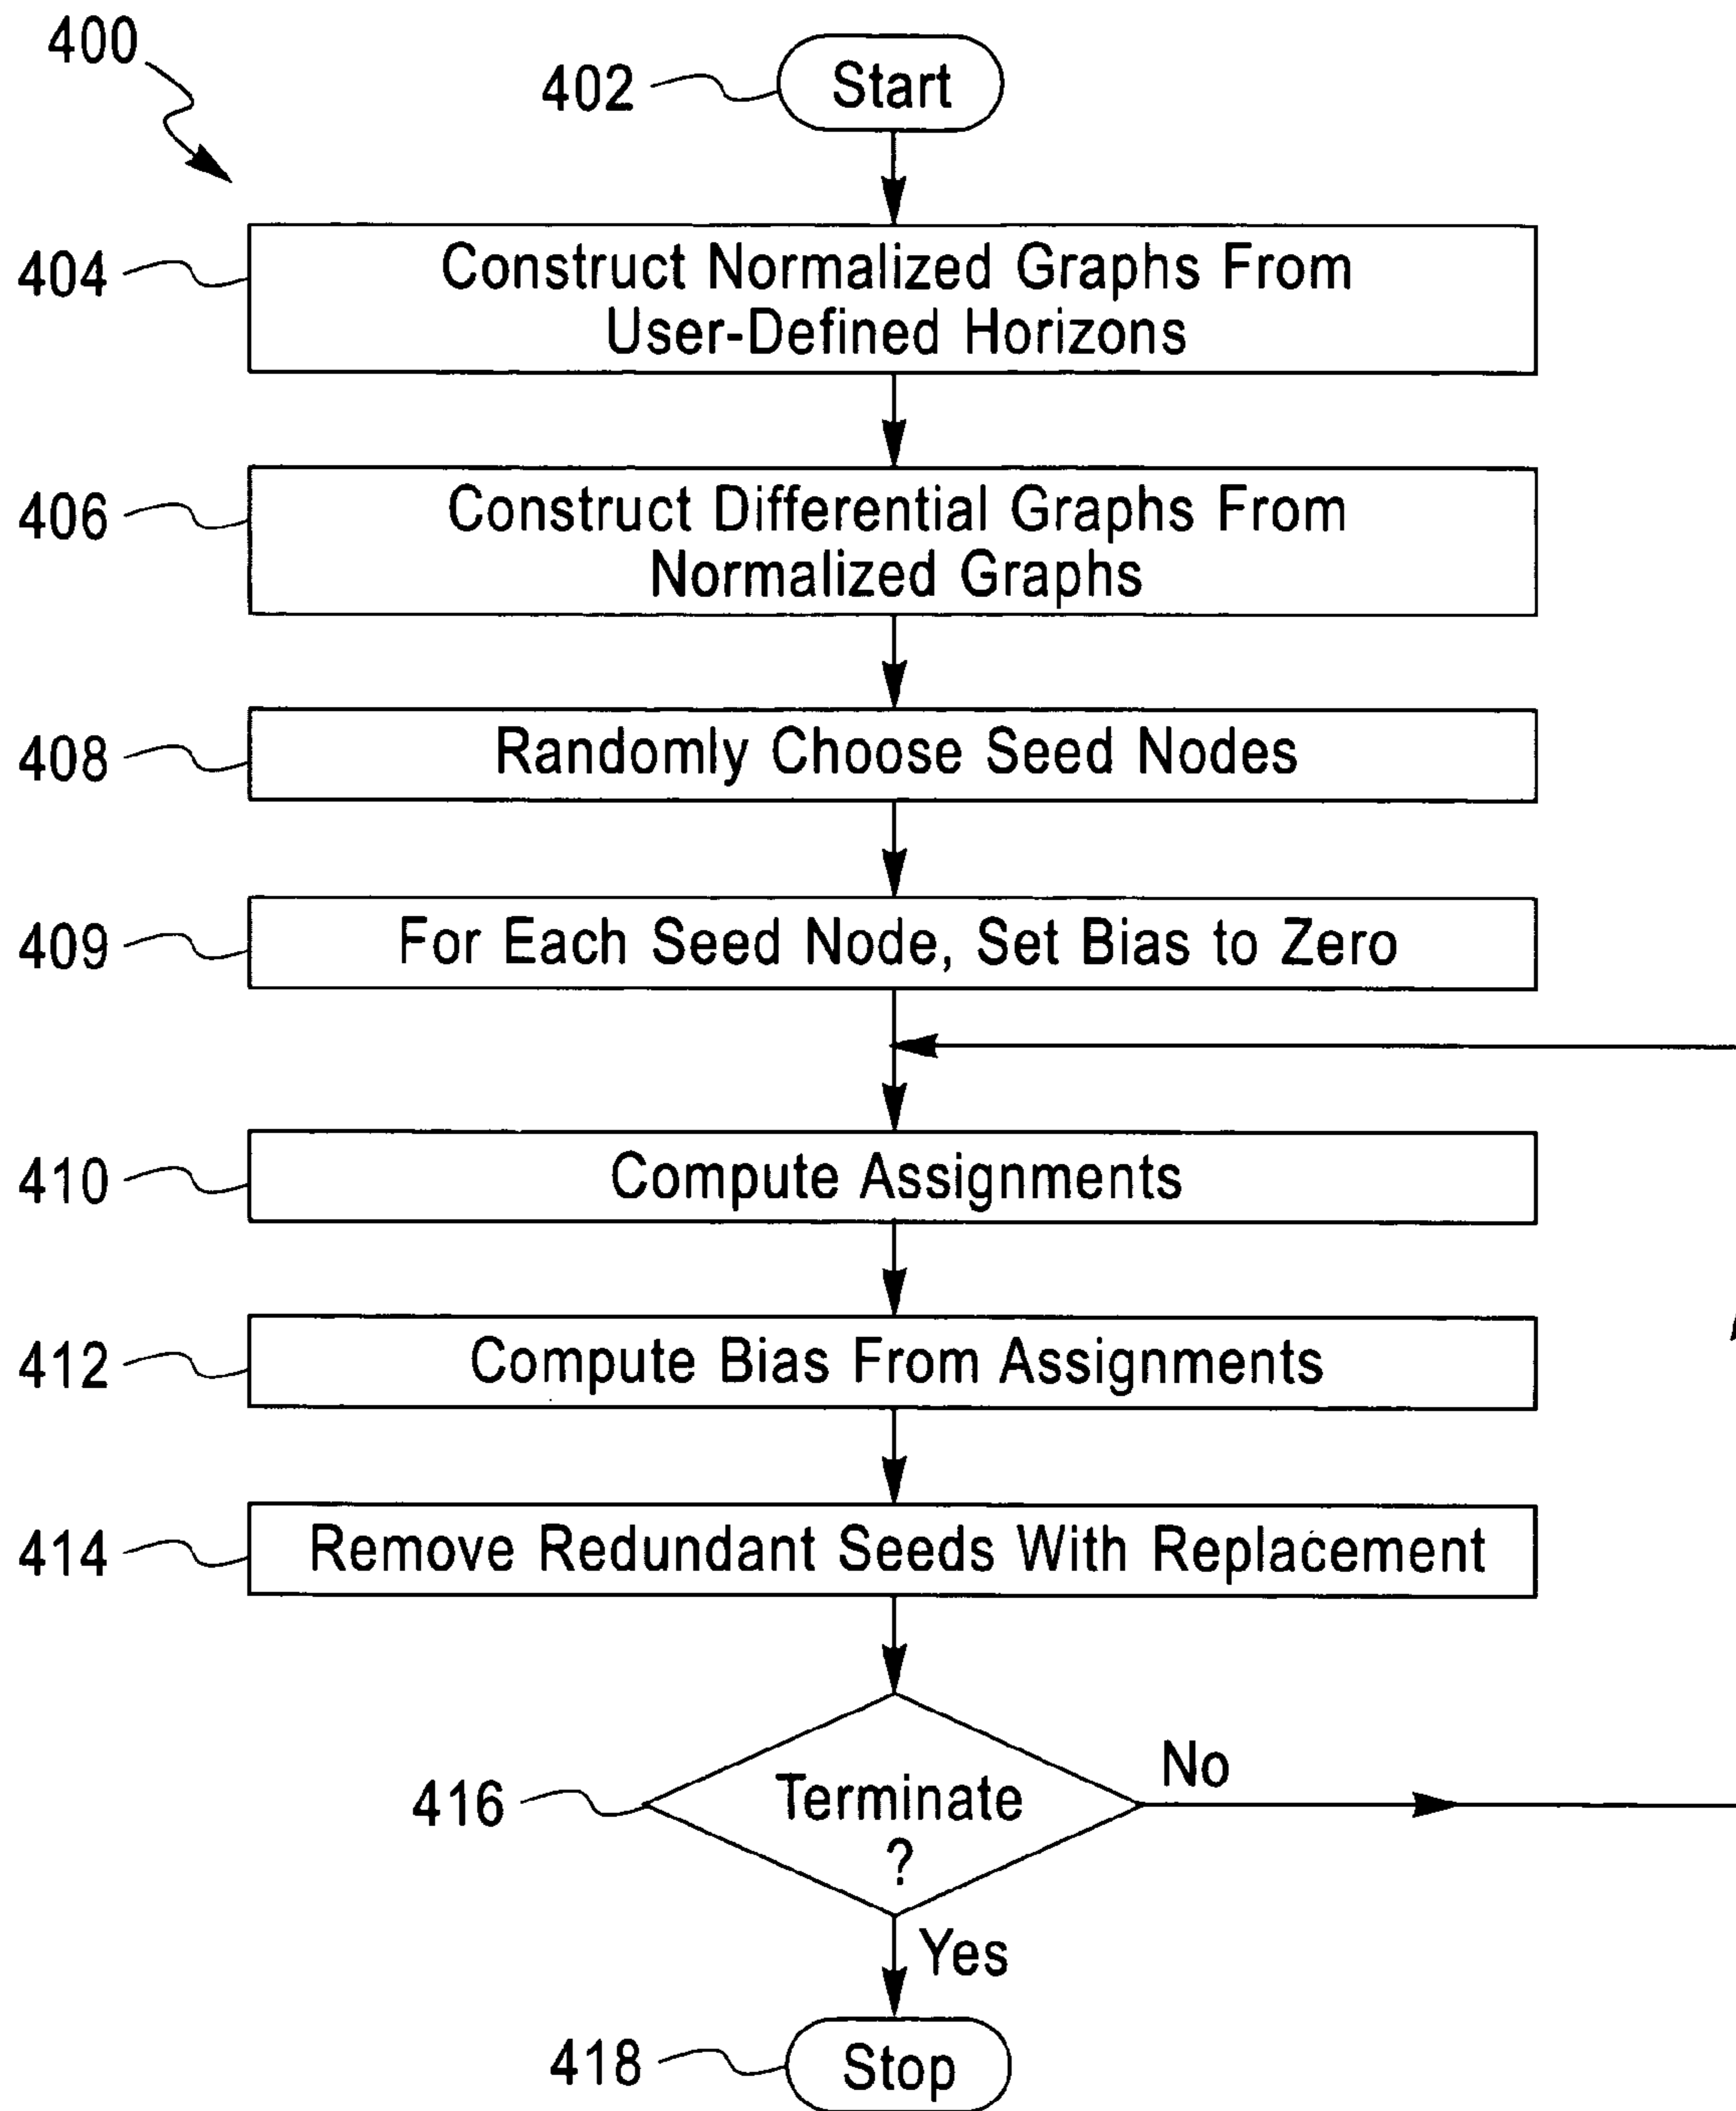 400
402
Start
404
Construct Normalized Graphs From
User-Defined Horizons
406
Construct Differential Graphs From
Normalized Graphs
408
Randomly Choose Seed Nodes
409
For Each Seed Node, Set Bias to Zero
410
Compute Assignments
412
Compute Bias From Assignments
414
Remove Redundant Seeds With Replacement
416
Terminate
?
No
Yes
418
Stop